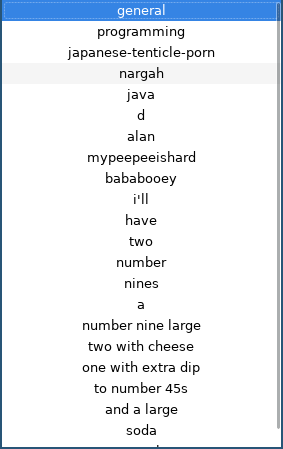 general
programming
japanese-tenticle-porn
nargah
java
d
alan
mypeepeeishard
bababooey
i'll
have
two
number
nines
a
number nine large
two with cheese
one with extra dip
to number 45s
and a large
soda